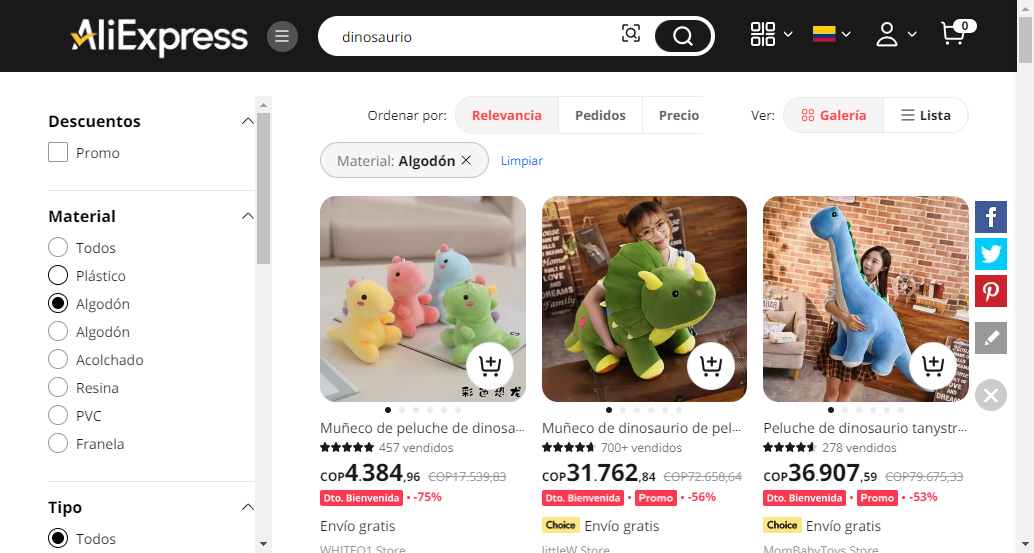 AliExpress
dinosaurio
0
Descuentos
Promo
Material
Todos
Plástico
Algodón
Algodón
Acolchado
Resina
PVC
Franela
Tipo
Todos
Ordenar por: Relevancia Pedidos Precio
Ver: Galería Lista
Material: Algodón
Limpiar
彩色恐龙
Muñeco de peluche de dinosa...
457 vendidos
COP4.384,96 COP17.539,83
Dto. Bienvenida • -75%
Envío gratis
WHITEO1 Store
Muñeco de dinosaurio de pel...
700+ vendidos
COP31.762,84 COP72.658,64
Dto. Bienvenida • Promo • -56%
Choice Envío gratis
littleW Store
HOUSE
Peluche de dinosaurio tanystr...
278 vendidos
COP36.907,59 COP79.675,33
Dto. Bienvenida • Promo • -53%
Choice Envío gratis
MomBabyToys Store